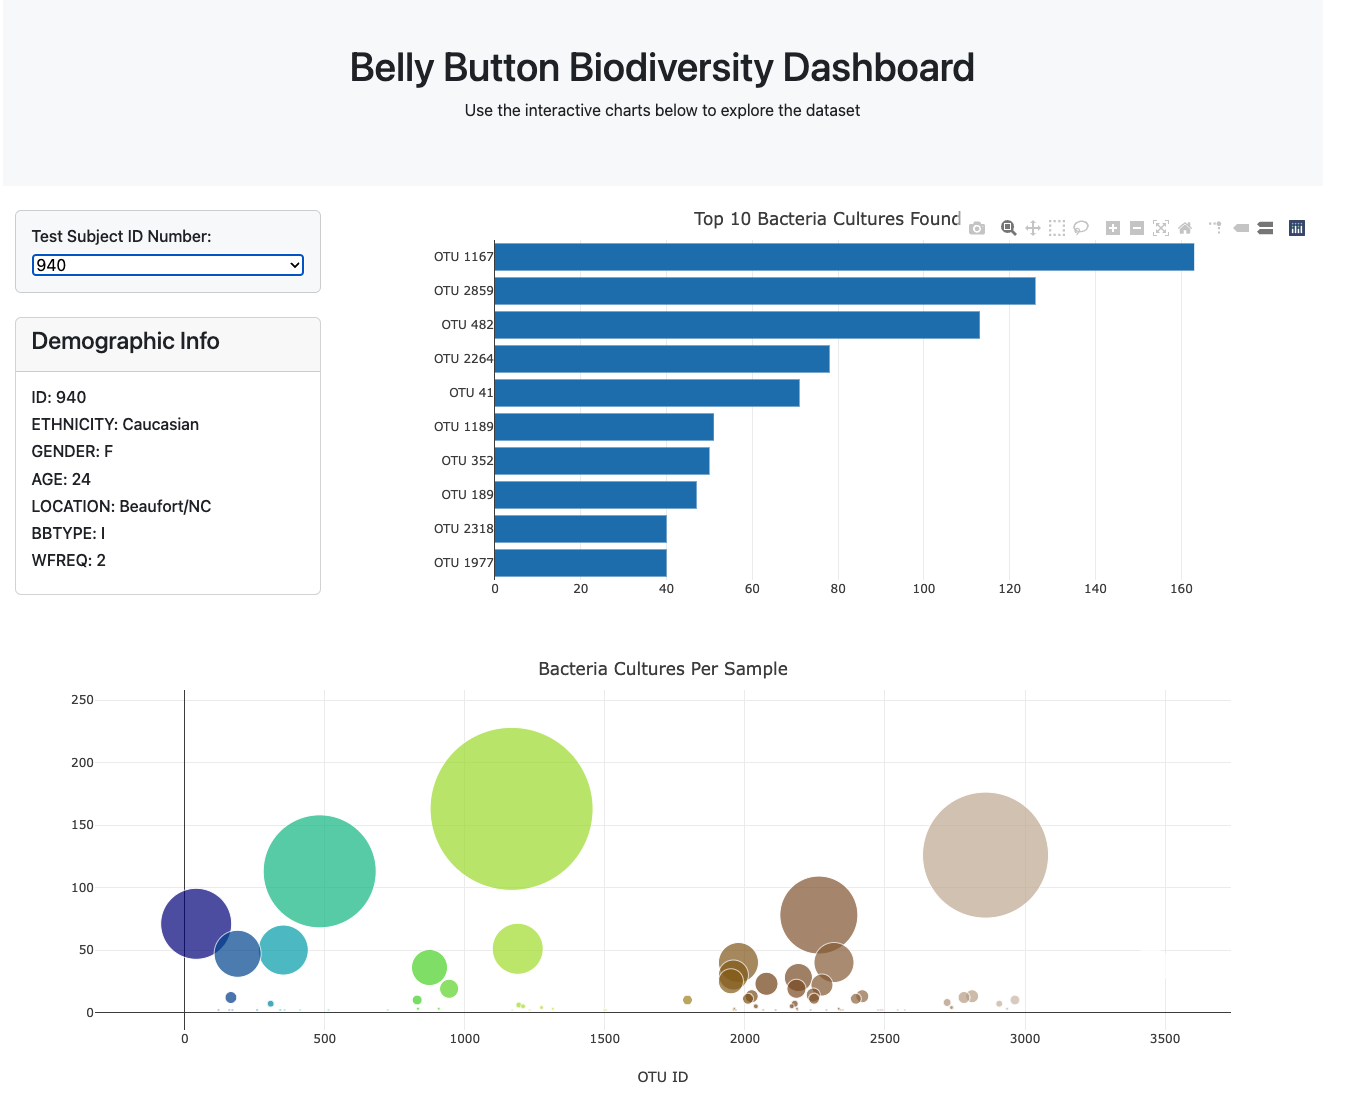 Belly Button Biodiversity Dashboard
Use the interactive charts below to explore the dataset
Test Subject ID Number:
940
Demographic Info
ID: 940
ETHNICITY: Caucasian
GENDER: F
AGE: 24
LOCATION: Beaufort/NC
BBTYPE: I
WFREQ: 2
Top 10 Bacteria Cultures Found
OTU 1167
OTU 2859
OTU 482
OTU 2264
OTU 41
OTU 1189
OTU 352
OTU 189
OTU 2318
OTU 1977
0 20 40 60 80 100 120 140 160
Bacteria Cultures Per Sample
250
200
150
100
50
0
0 500 1000 1500 2000 2500 3000 3500
OTU ID